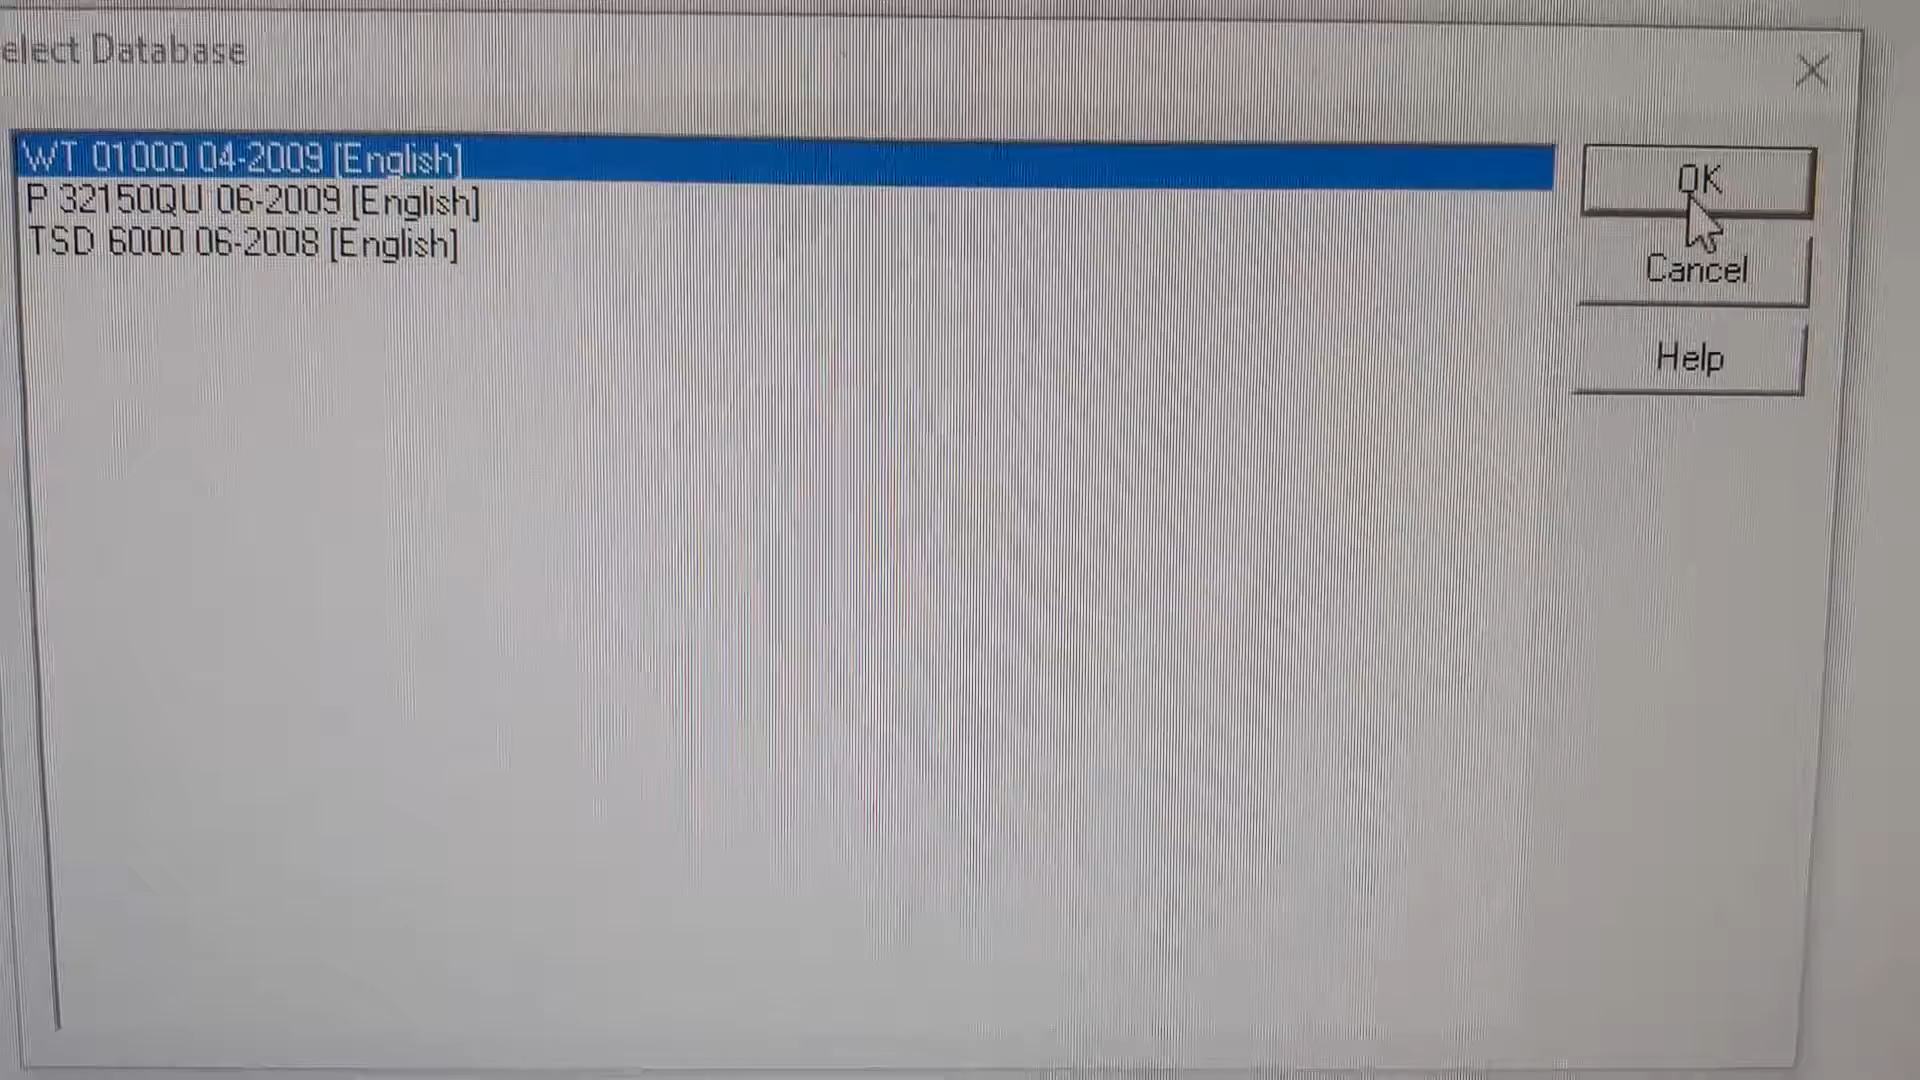 elect Database
WT 01000 04-2009 [English]
P 32150QU 06-2009 [English]
TSD 6000 06-2008 [English]
OK
Cancel
Help